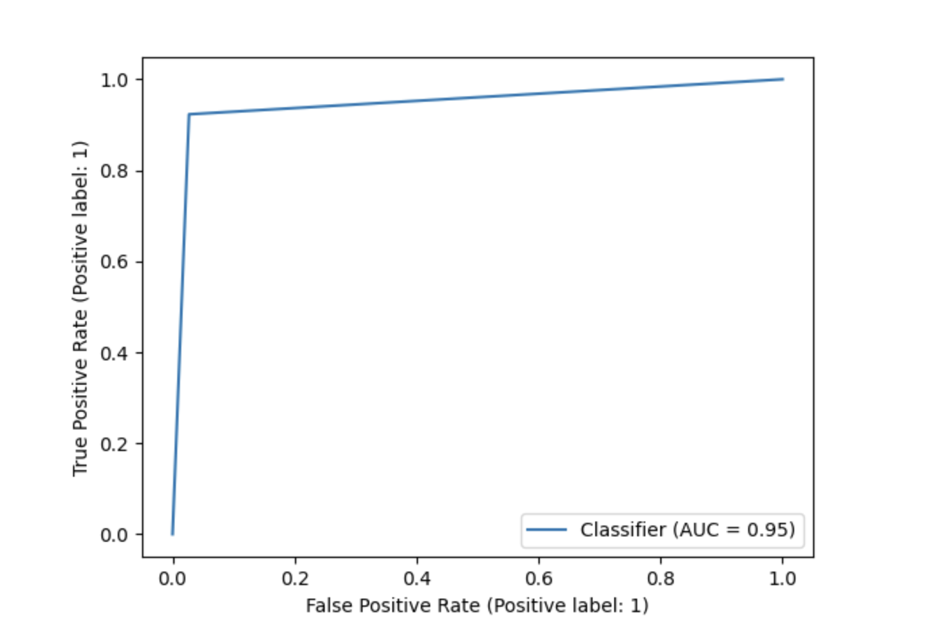 1.0
0.8
0.6
0.4
0.2
0.0
True Positive Rate (Positive label: 1)
Classifier (AUC = 0.95)
0.0 0.2 0.4 0.6 0.8 1.0
False Positive Rate (Positive label: 1)